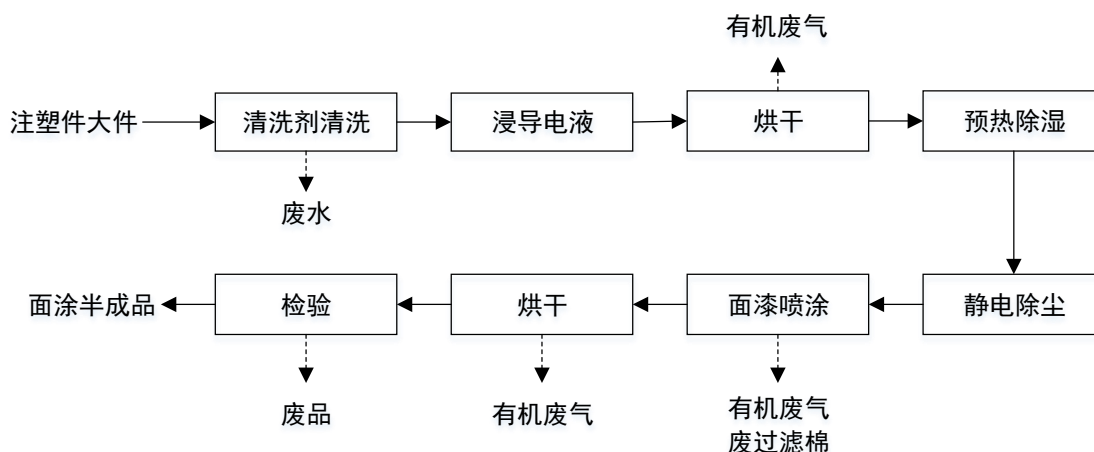 有机废气
注塑件大件
清洗剂清洗
浸导电液
烘干
预热除湿
废水
面涂半成品
检验
烘干
面漆喷涂
静电除尘
废品
有机废气
有机废气
废过滤棉